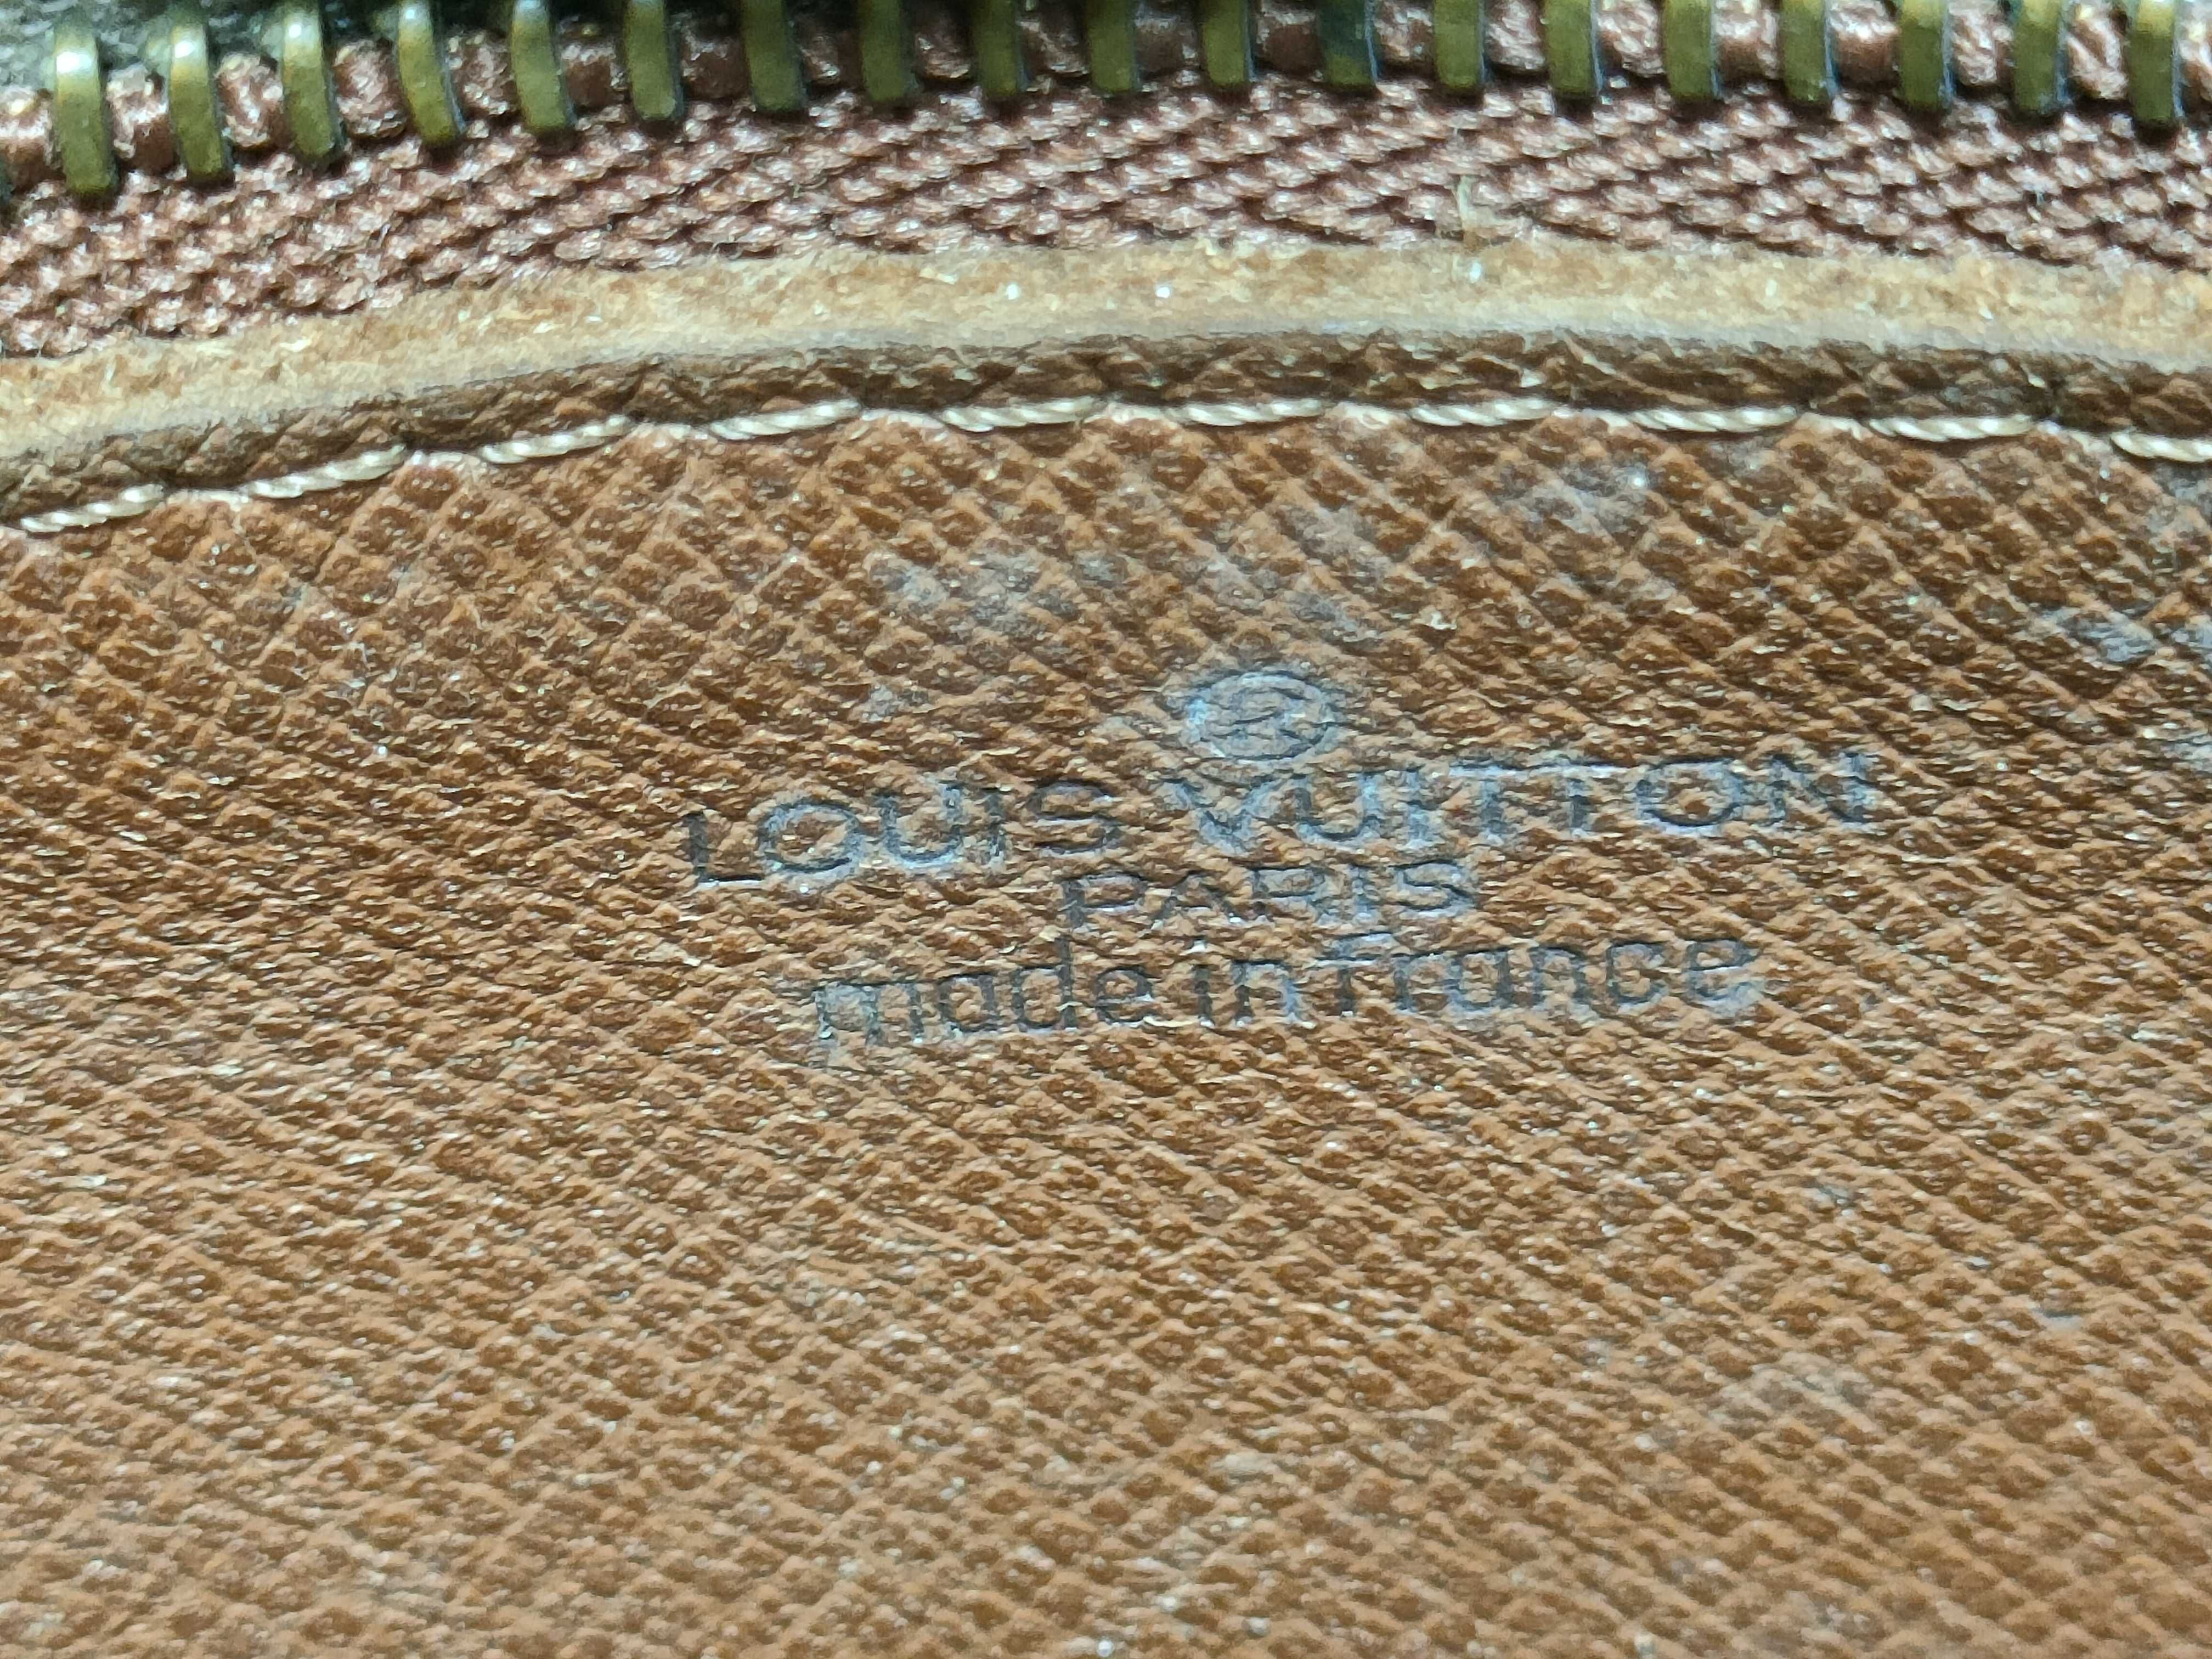 ®
LOUIS VUITTON
PARIS
made in france